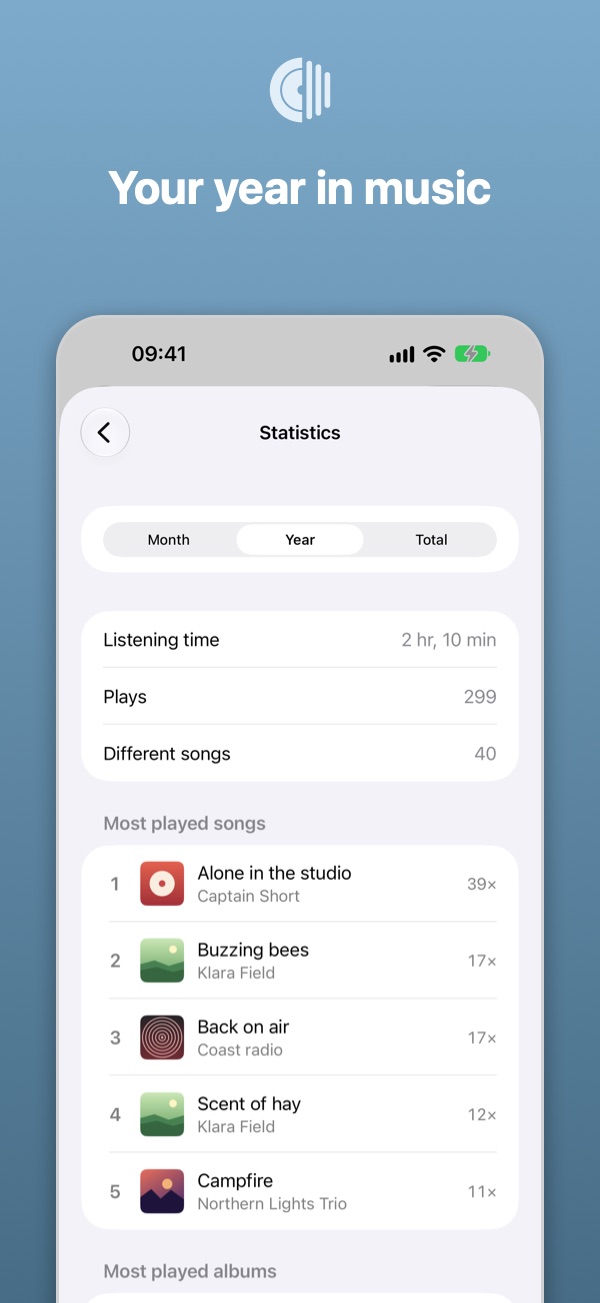 Your year in music
09:41
Statistics
Month Year Total
Listening time 2 hr, 10 min
Plays 299
Different songs 40
Most played songs
1 Alone in the studio 39×
Captain Short
2 Buzzing bees 17×
Klara Field
3 Back on air 17×
Coast radio
4 Scent of hay 12×
Klara Field
5 Campfire 11×
Northern Lights Trio
Most played albums